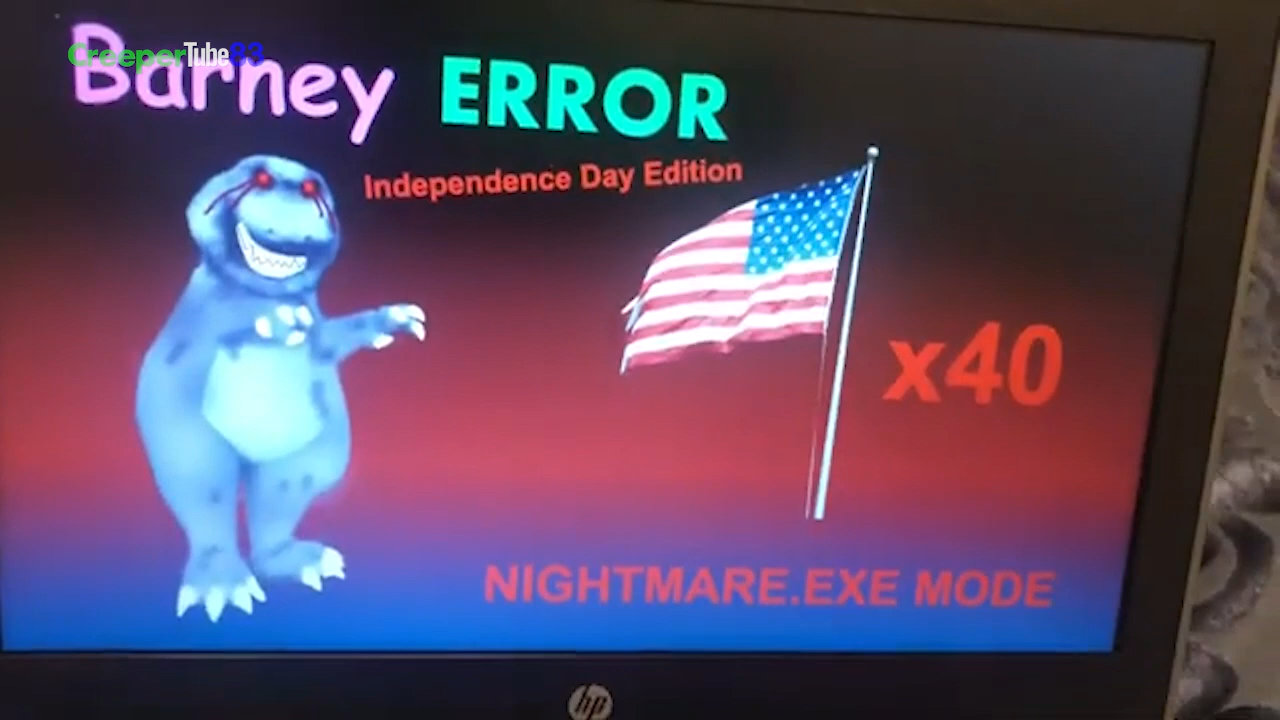 CreeperTube83
Barney ERROR
Independence Day Edition
x40
NIGHTMARE.EXE MODE
hp